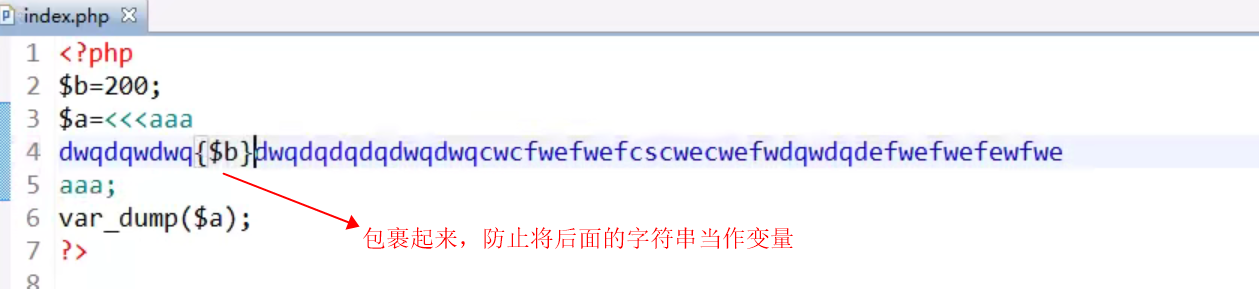 index.php
1 <?php
2 $b=200;
3 $a=<<<aaa
4 dwqdqwdwq{$b}dwqdqdqdqdwqdwqcwcfwefwefcscwecwefwdqwdqdefwefwefewfwe
5 aaa;
6 var_dump($a);
包裹起来，防止将后面的字符串当作变量
7 ?>
8